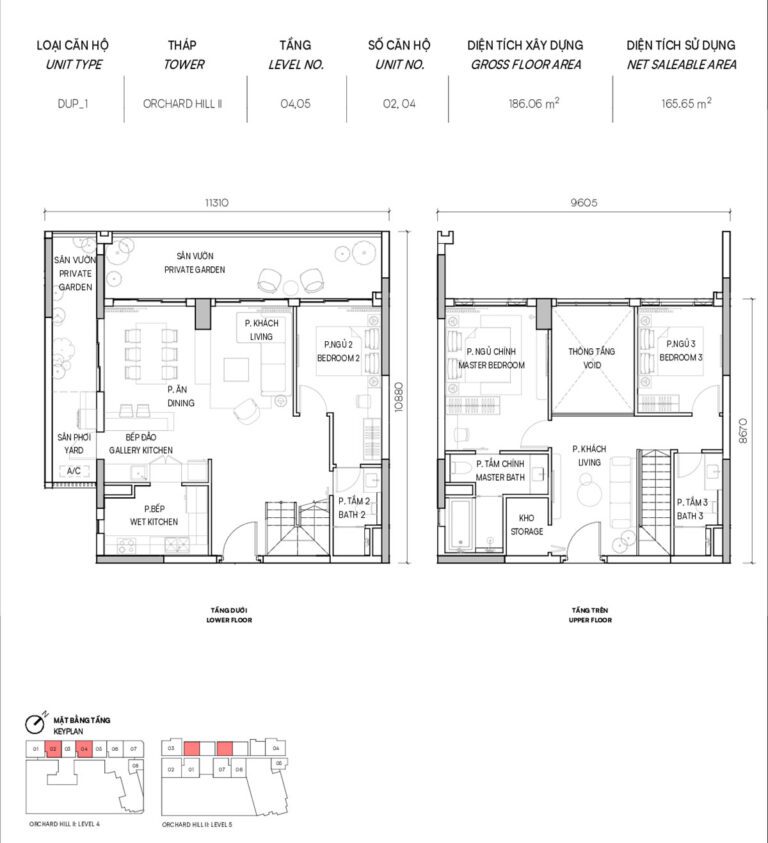 LOẠI CĂN HỘ
UNIT TYPE
THÁP
TOWER
TẦNG
LEVEL NO.
SỐ CĂN HỘ
UNIT NO.
DIỆN TÍCH XÂY DỰNG
GROSS FLOOR AREA
DIỆN TÍCH SỬ DỤNG
NET SALEABLE AREA
DUP_1
ORCHARD HILL II
04,05
02, 04
186.06 m²
165.65 m²
11310
9605
SÂN VƯỜN
PRIVATE
GARDEN
SÂN VƯỜN
PRIVATE GARDEN
P. KHÁCH
LIVING
P.NGỦ 2
BEDROOM 2
P. ĂN
DINING
10880
SÂN PHƠI
YARD
A/C
BẾP ĐẢO
GALLERY KITCHEN
P.BẾP
WET KITCHEN
P. TẮM 2
BATH 2
P. NGỦ CHÍNH
MASTER BEDROOM
THÔNG TẦNG
VOID
P.NGỦ 3
BEDROOM 3
8670
P. TẮM CHÍNH
MASTER BATH
P. KHÁCH
LIVING
KHO
STORAGE
P. TẮM 3
BATH 3
TẦNG DƯỚI
LOWER FLOOR
TẦNG TRÊN
UPPER FLOOR
N
MẶT BẰNG TẦNG
KEYPLAN
01
02
03
04
05
06
07
08
03
04
02
01
07
08
05
ORCHARD HILL II: LEVEL 4
ORCHARD HILL II: LEVEL 5